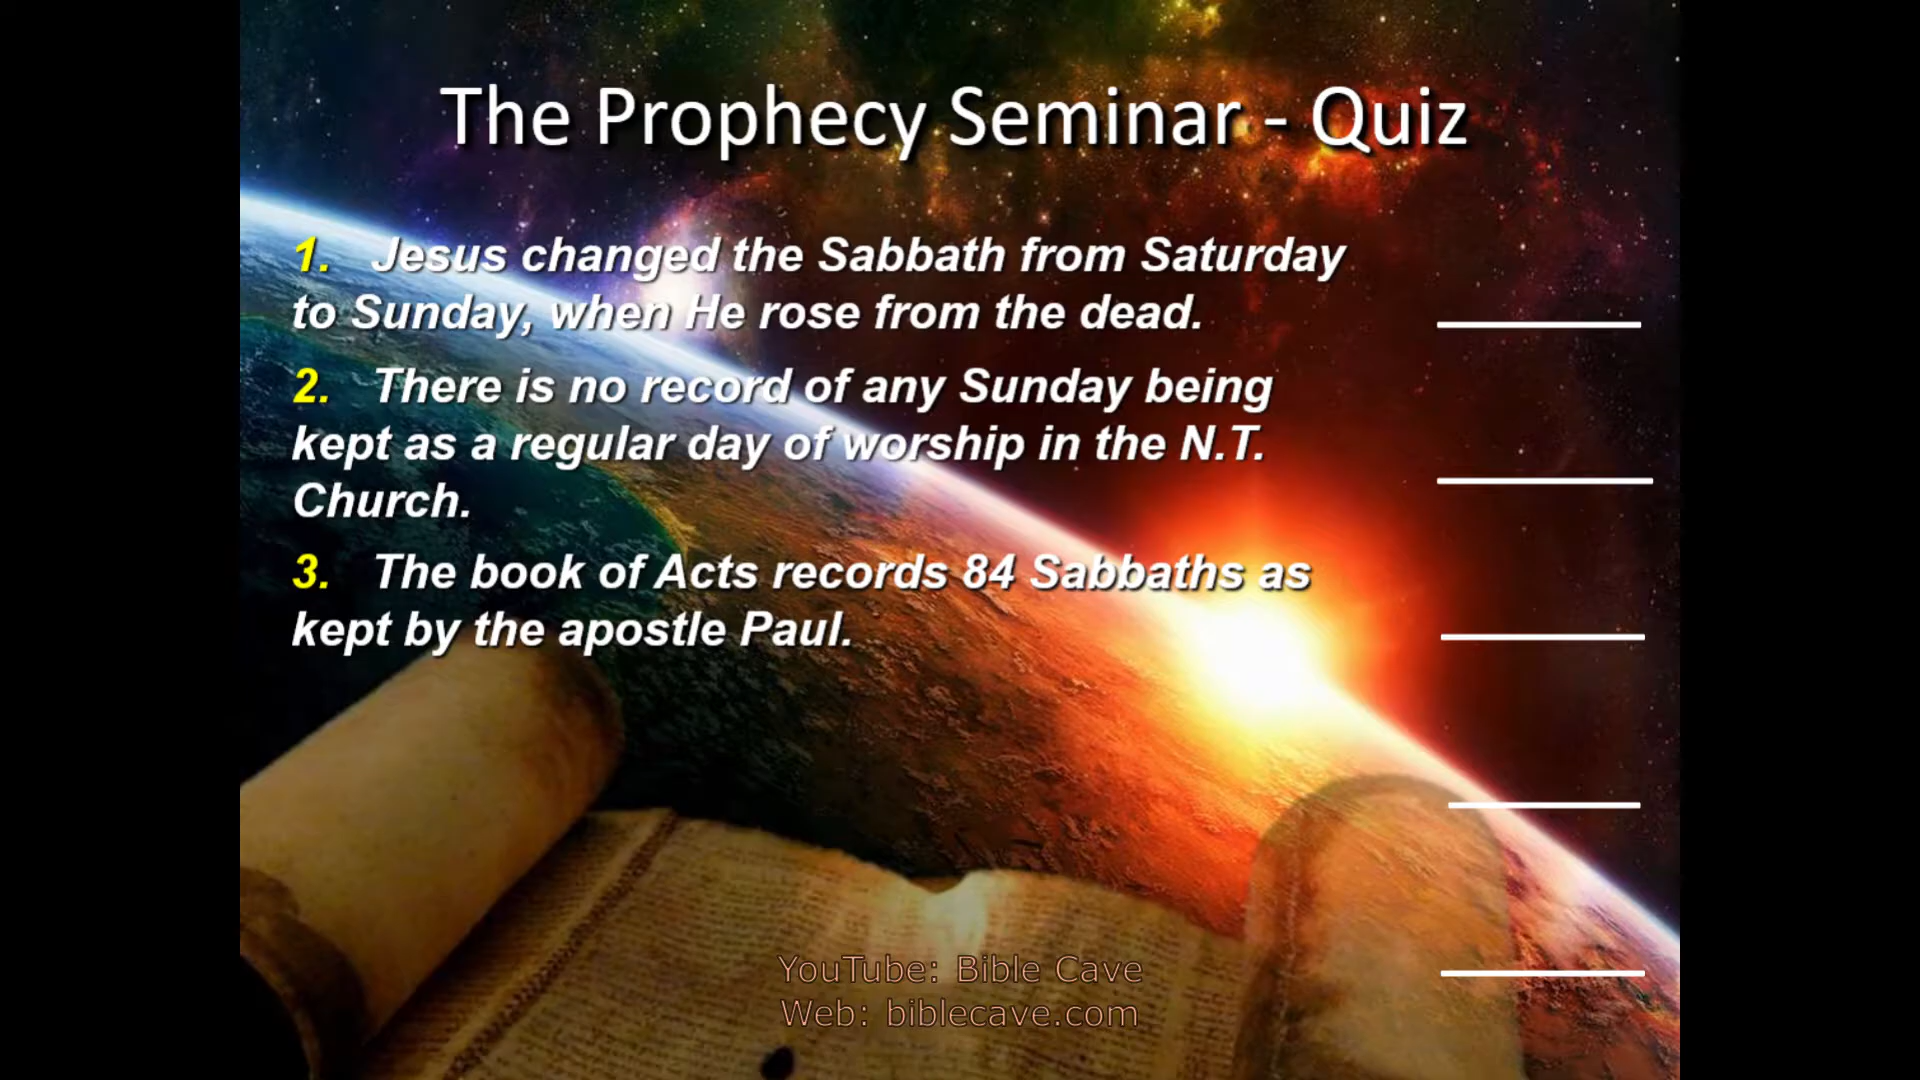 The Prophecy Seminar - Quiz
1. Jesus changed the Sabbath from Saturday
to Sunday, when He rose from the dead.
2. There is no record of any Sunday being
kept as a regular day of worship in the N.T.
Church.
3. The book of Acts records 84 Sabbaths as
kept by the apostle Paul.
YouTube: Bible Cave
Web: biblecave.com